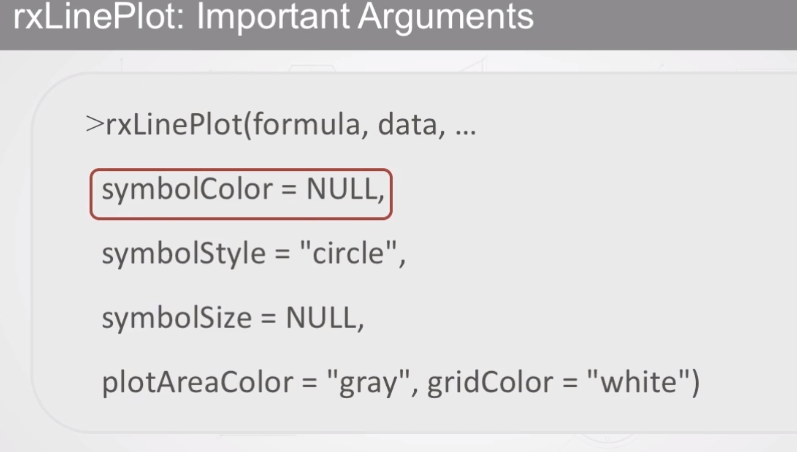 rxLinePlot: Important Arguments
>rxLinePlot(formula, data, ...
symbolColor = NULL,
symbolStyle = "circle",
symbolSize = NULL,
plotAreaColor = "gray", gridColor = "white")